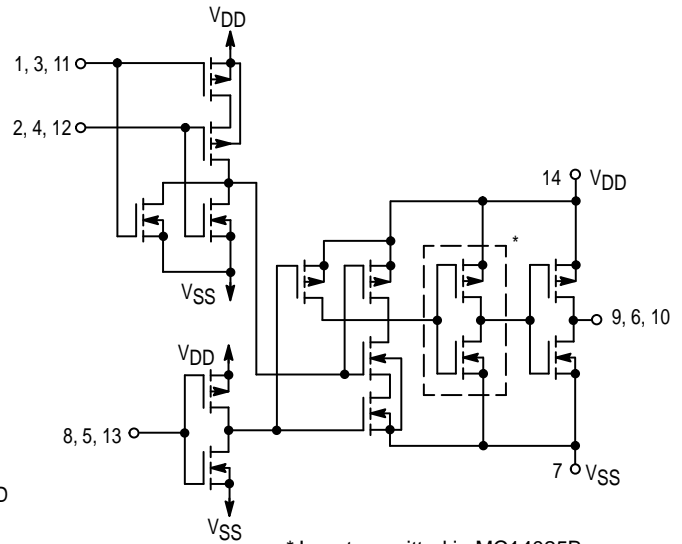 VDD
1, 3, 11
2, 4, 12
14 VDD
*
VSS
9, 6, 10
VDD
8, 5, 13
7 VSS
VSS